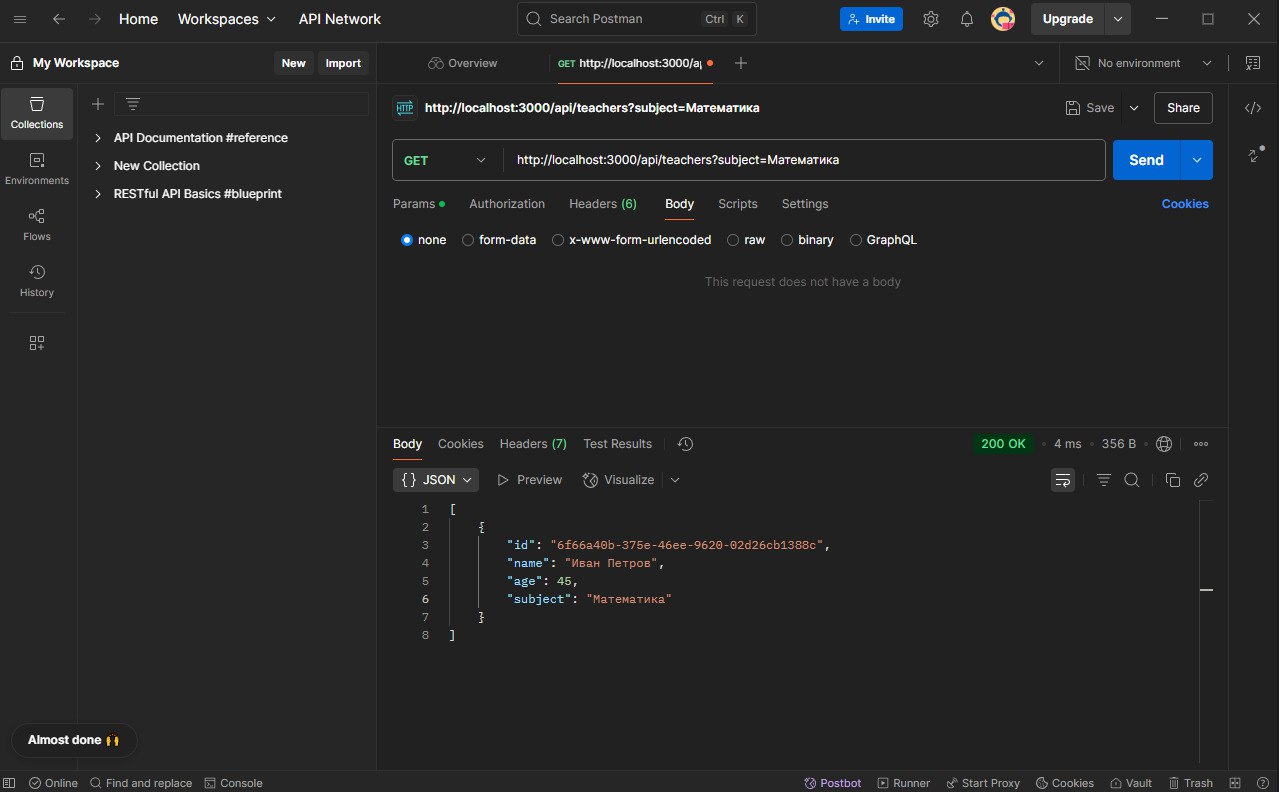 Home Workspaces API Network Search Postman Ctrl K Invite Upgrade
My Workspace New Import Overview GET http://localhost:3000/a No environment
Collections
Environments
Flows
History
API Documentation #reference
New Collection
RESTful API Basics #blueprint
HTTP http://localhost:3000/api/teachers?subject=Математика Save Share
GET http://localhost:3000/api/teachers?subject=Математика Send
Params Authorization Headers (6) Body Scripts Settings Cookies
none form-data x-www-form-urlencoded raw binary GraphQL
This request does not have a body
Body Cookies Headers (7) Test Results 200 OK • 4 ms • 356 B •
{} JSON Preview Visualize
1 [
2 {
3 "id": "6f66a40b-375e-46ee-9620-02d26cb1388c",
4 "name": "Иван Петров",
5 "age": 45,
6 "subject": "Математика"
7 }
8 ]
Almost done 🙌
Online Find and replace Console Postbot Runner Start Proxy Cookies Vault Trash